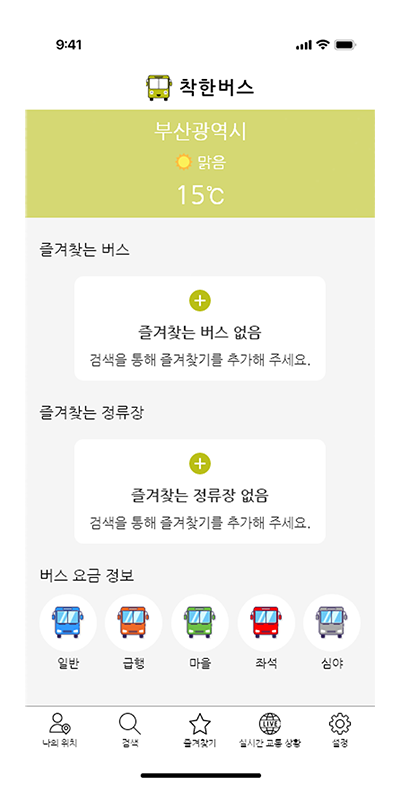 9:41
착한버스
부산광역시
맑음
15℃
즐겨찾는 버스
즐겨찾는 버스 없음
검색을 통해 즐겨찾기를 추가해 주세요.
즐겨찾는 정류장
즐겨찾는 정류장 없음
검색을 통해 즐겨찾기를 추가해 주세요.
버스 요금 정보
일반 급행 마을 좌석 심야
LIVE
나의 위치 검색 즐겨찾기 실시간 교통 상황 설정